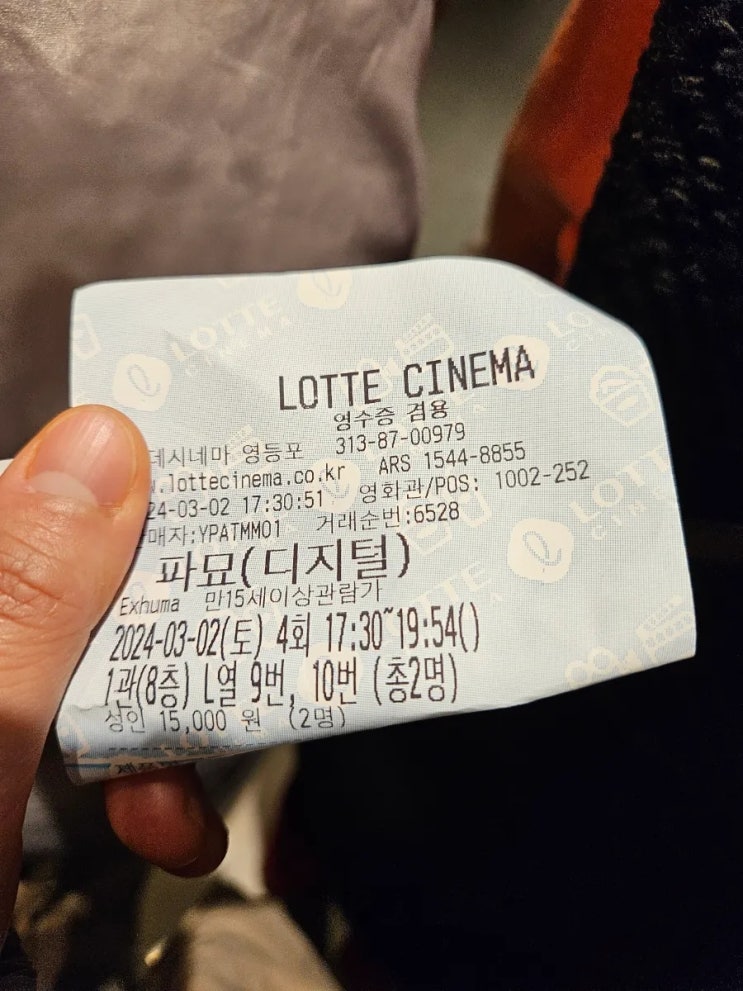 LOTTE CINEMA
영수증 겸용
데시네마 영등포 313-87-00979
.lottecinema.co.kr ARS 1544-8855
24-03-02 17:30:51 영화관/POS: 1002-252
매자:YPATMM01 거래순번:6528
파묘(디지털)
Exhuma 만15세이상관람가
2024-03-02(토) 4회 17:30~19:54()
1관(8층) L열 9번, 10번 (총2명)
성인 15,000 원 (2명)